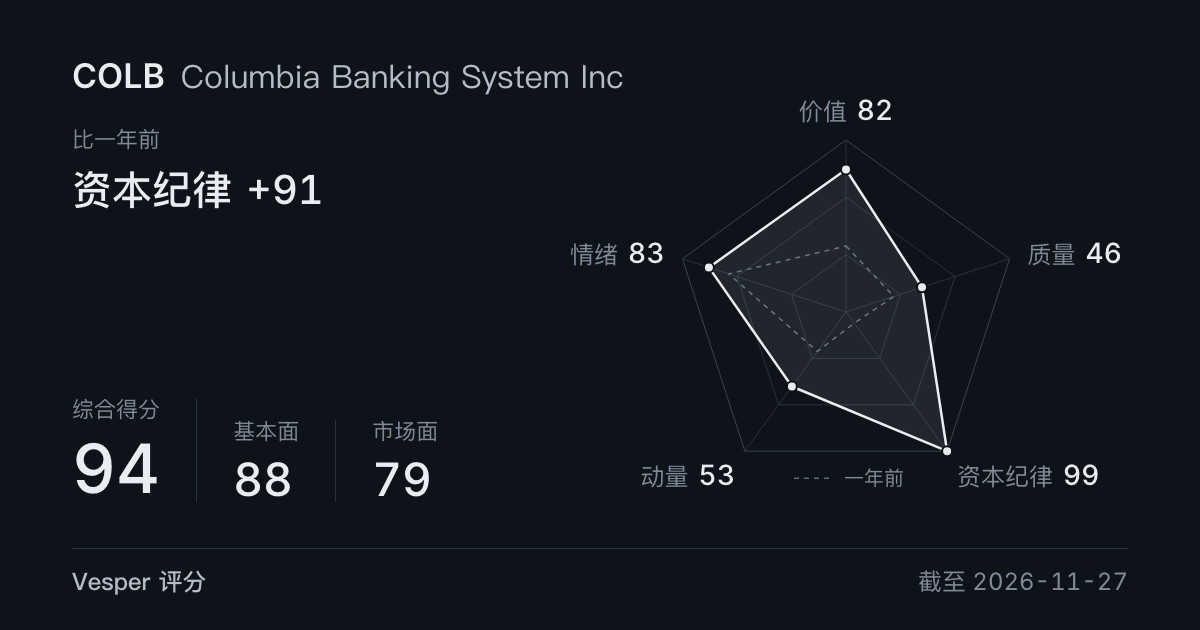 COLB Columbia Banking System Inc
比一年前
资本纪律 +91
价值 82
情绪 83
质量 46
动量 53
---- 一年前
资本纪律 99
综合得分
94
基本面
88
市场面
79
Vesper 评分
截至 2026-11-27